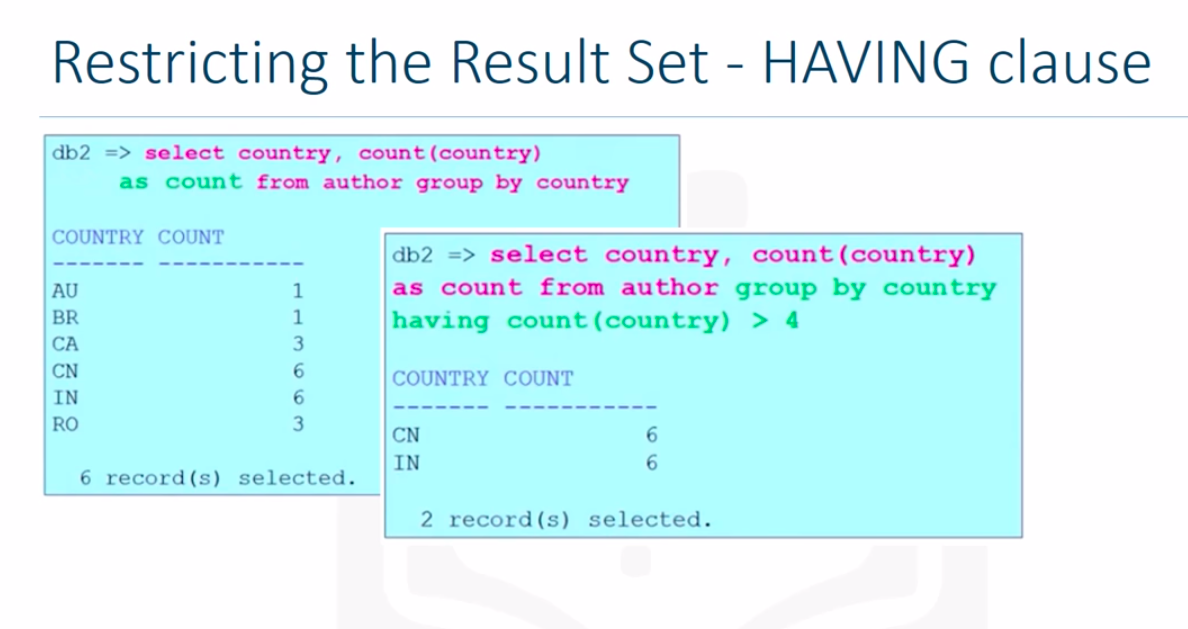 Restricting the Result Set - HAVING clause
db2 => select country, count(country)
as count from author group by country
COUNTRY COUNT
------- -----------
AU 1
BR 1
CA 3
CN 6
IN 6
RO 3
6 record(s) selected.
db2 => select country, count(country)
as count from author group by country
having count(country) > 4
COUNTRY COUNT
------- -----------
CN 6
IN 6
2 record(s) selected.